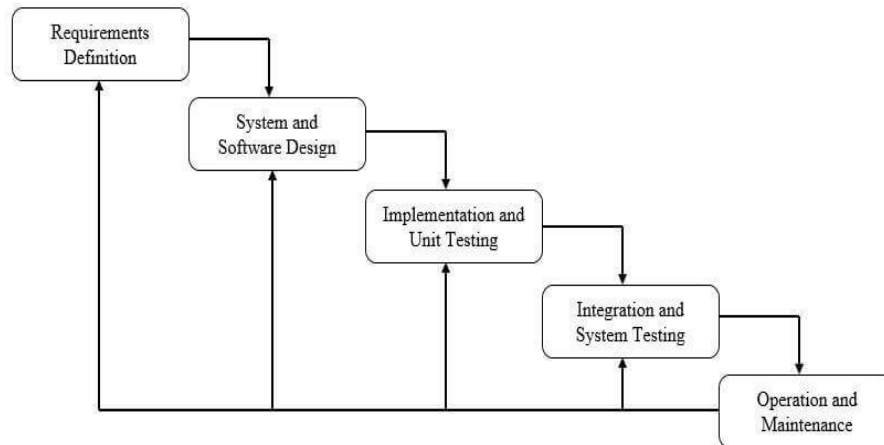 Requirements
Definition
System and
Software Design
Implementation and
Unit Testing
Integration and
System Testing
Operation and
Maintenance